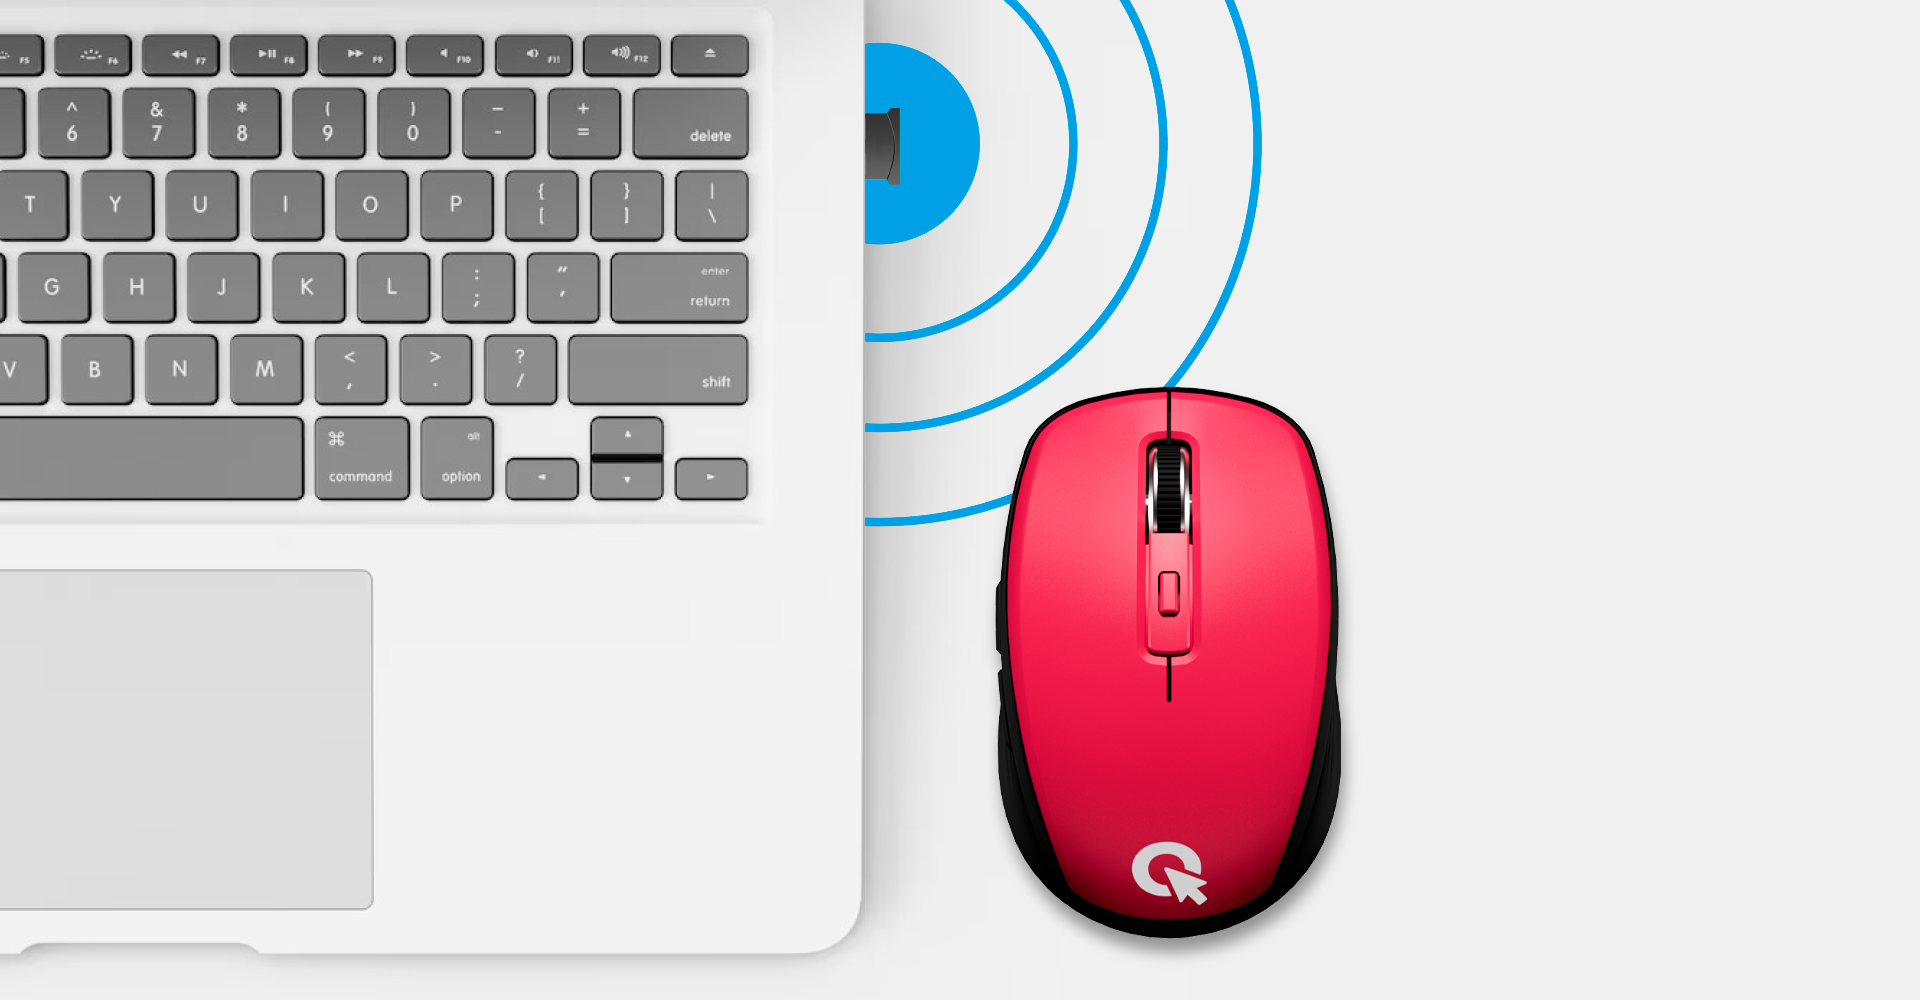 F5 F6 F7 F8 F9 F10 F11 F12
^ & * ( ) − +
6 7 8 9 0 - = delete
{ } |
T Y U I O P [ ] \
: “ enter
G H J K L ; ‘ return
< > ?
V B N M , . / shift
⌘ alt
command option